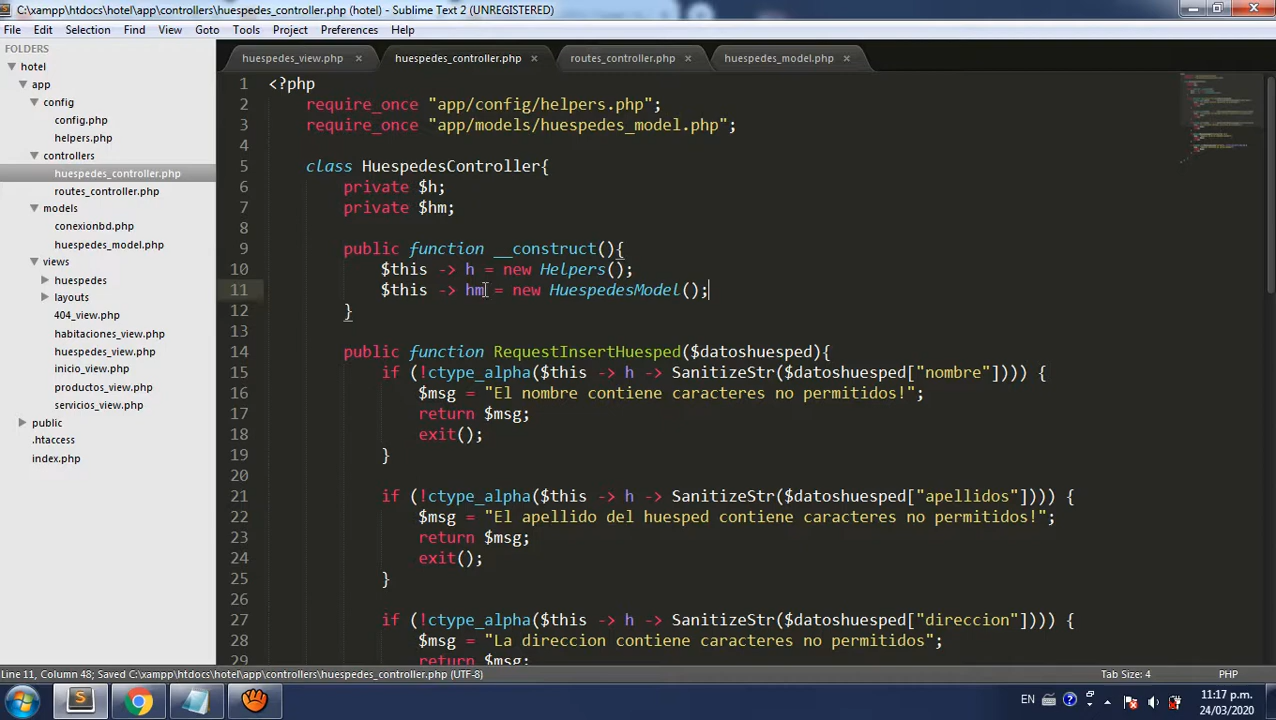 C:\xampp\htdocs\hotel\app\controllers\huespedes_controller.php (hotel) - Sublime Text 2 (UNREGISTERED)
File Edit Selection Find View Goto Tools Project Preferences Help
FOLDERS
hotel
app
config
config.php
helpers.php
controllers
huespedes_controller.php
routes_controller.php
models
conexionbd.php
huespedes_model.php
views
huespedes
layouts
404_view.php
habitaciones_view.php
huespedes_view.php
inicio_view.php
productos_view.php
servicios_view.php
public
.htaccess
index.php
huespedes_view.php × huespedes_controller.php × routes_controller.php × huespedes_model.php ×
1 <?php
2 require_once "app/config/helpers.php";
3 require_once "app/models/huespedes_model.php";
4
5 class HuespedesController{
6 private $h;
7 private $hm;
8
9 public function __construct(){
10 $this -> h = new Helpers();
11 $this -> hm = new HuespedesModel();
12 }
13
14 public function RequestInsertHuesped($datoshuesped){
15 if (!ctype_alpha($this -> h -> SanitizeStr($datoshuesped["nombre"]))) {
16 $msg = "El nombre contiene caracteres no permitidos!";
17 return $msg;
18 exit();
19 }
20
21 if (!ctype_alpha($this -> h -> SanitizeStr($datoshuesped["apellidos"]))) {
22 $msg = "El apellido del huesped contiene caracteres no permitidos!";
23 return $msg;
24 exit();
25 }
26
27 if (!ctype_alpha($this -> h -> SanitizeStr($datoshuesped["direccion"]))) {
28 $msg = "La direccion contiene caracteres no permitidos";
29 return $msg;
Line 11, Column 48; Saved C:\xampp\htdocs\hotel\app\controllers\huespedes_controller.php (UTF-8) Tab Size: 4 PHP
EN 11:17 p.m.
24/03/2020